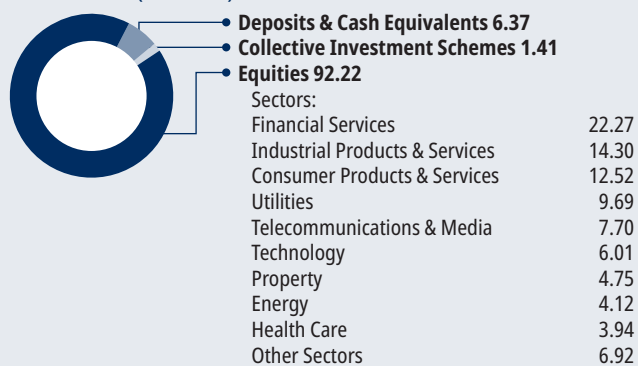 Deposits & Cash Equivalents 6.37
Collective Investment Schemes 1.41
Equities 92.22
Sectors:
Financial Services 22.27
Industrial Products & Services 14.30
Consumer Products & Services 12.52
Utilities 9.69
Telecommunications & Media 7.70
Technology 6.01
Property 4.75
Energy 4.12
Health Care 3.94
Other Sectors 6.92